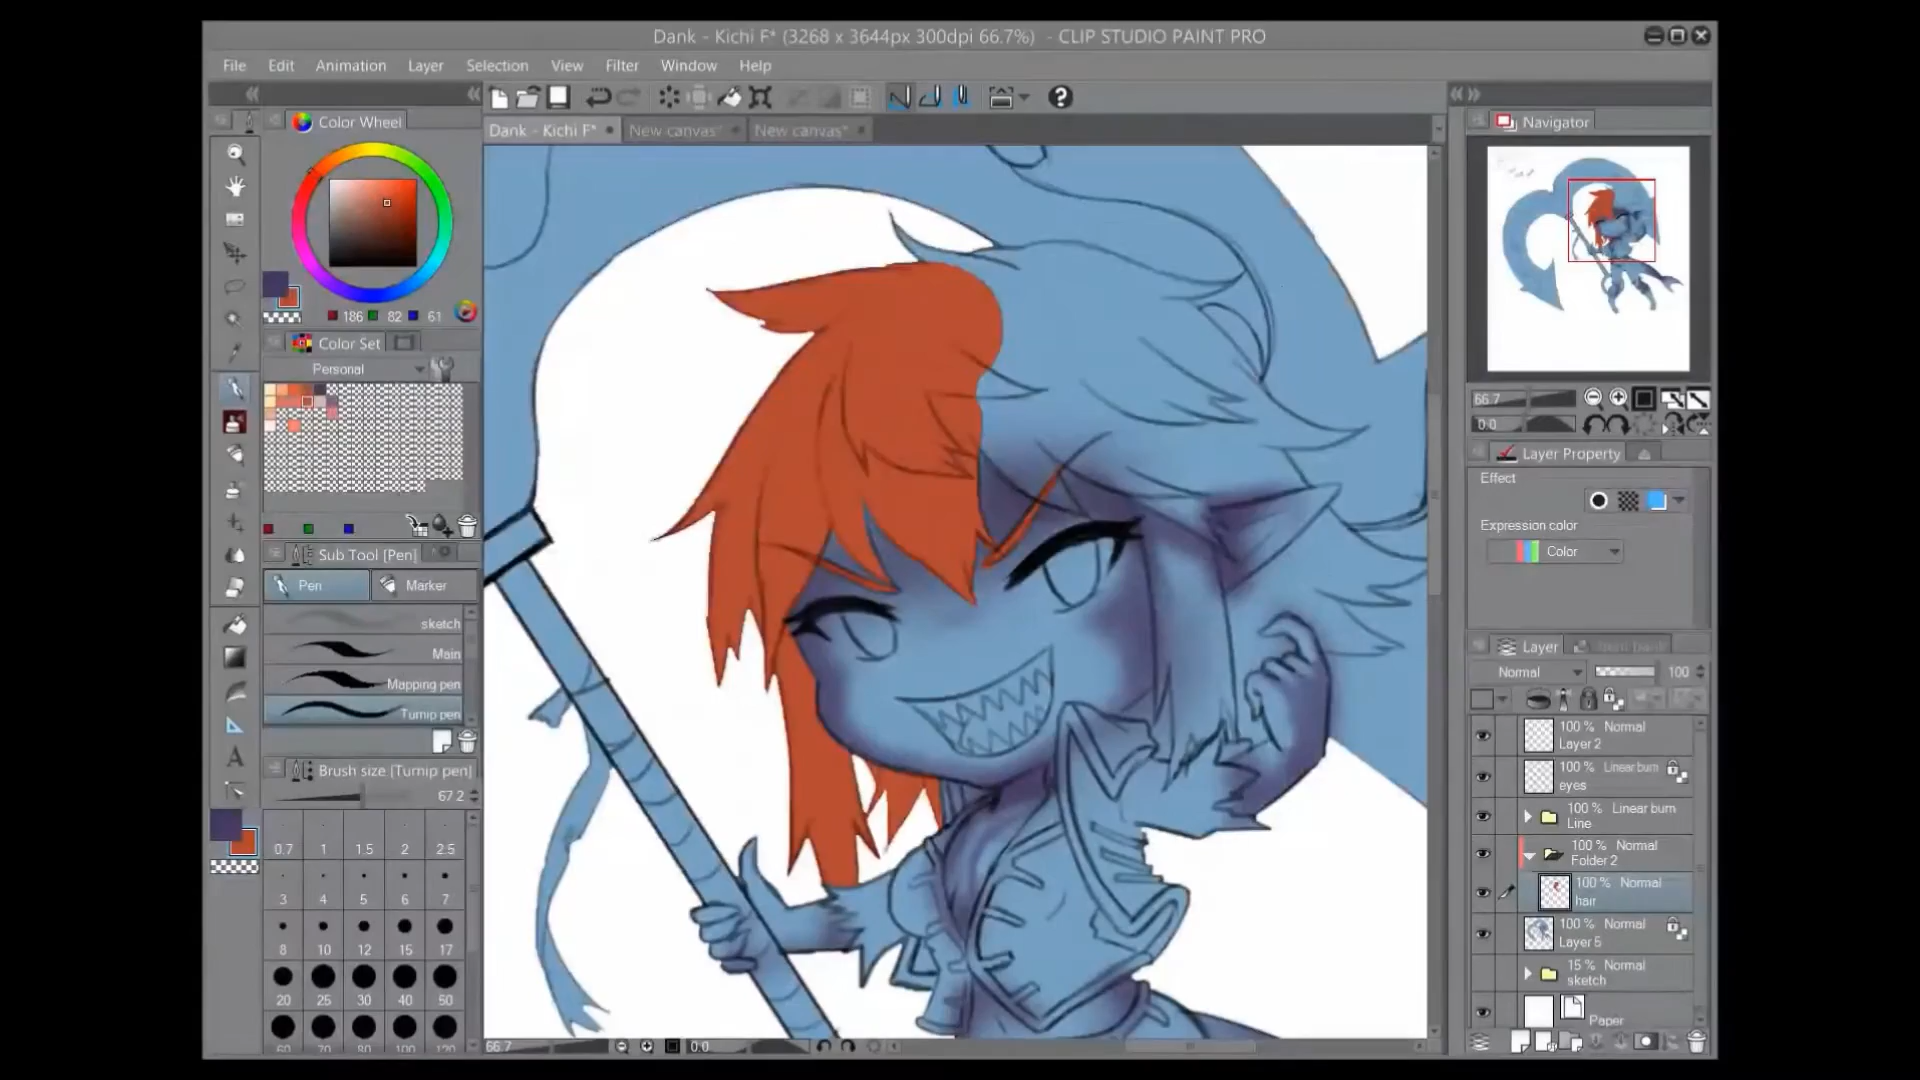 Dank - Kichi F* (3268 x 3644px 300dpi 66.7%) - CLIP STUDIO PAINT PRO
File Edit Animation Layer Selection View Filter Window Help
Color Wheel
Dank - Kichi F* New canvas* New canvas*
Navigator
186 82 61
Color Set
Personal
66.7
0.0
Layer Property
Effect
Expression color
Color
Sub Tool [Pen]
Pen Marker
sketch
Main
Mapping pen
Turnip pen
Brush size [Turnip pen]
67.2
0.7 1 1.5 2 2.5
3 4 5 6 7
8 10 12 15 17
20 25 30 40 50
60 70 80 100 120
Layer
Normal 100
100 % Normal
Layer 2
100 % Linear burn
eyes
100 % Linear burn
Line
100 % Normal
Folder 2
100 % Normal
hair
100 % Normal
Layer 5
15 % Normal
sketch
Paper
66.7 0.0